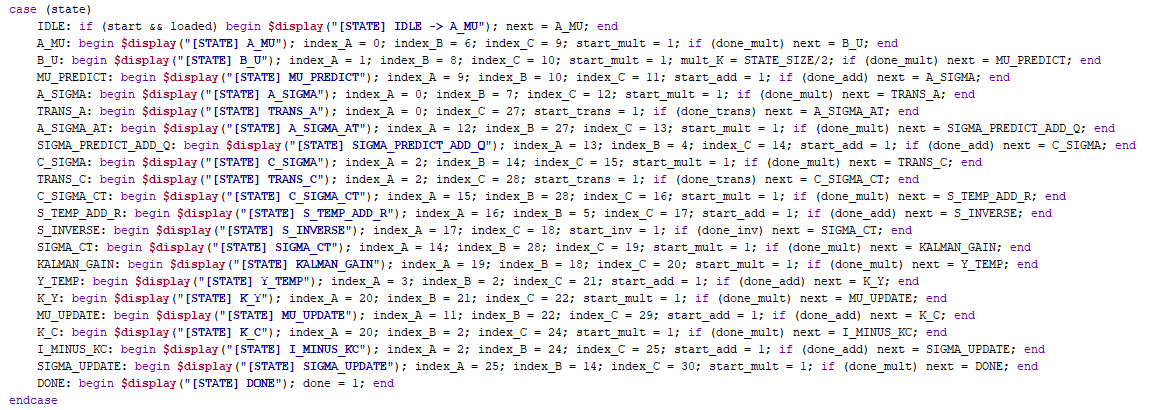 case (state)
IDLE: if (start && loaded) begin $display("[STATE] IDLE -> A_MU"); next = A_MU; end
A_MU: begin $display("[STATE] A_MU"); index_A = 0; index_B = 6; index_C = 9; start_mult = 1; if (done_mult) next = B_U; end
B_U: begin $display("[STATE] B_U"); index_A = 1; index_B = 8; index_C = 10; start_mult = 1; mult_K = STATE_SIZE/2; if (done_mult) next = MU_PREDICT; end
MU_PREDICT: begin $display("[STATE] MU_PREDICT"); index_A = 9; index_B = 10; index_C = 11; start_add = 1; if (done_add) next = A_SIGMA; end
A_SIGMA: begin $display("[STATE] A_SIGMA"); index_A = 0; index_B = 7; index_C = 12; start_mult = 1; if (done_mult) next = TRANS_A; end
TRANS_A: begin $display("[STATE] TRANS_A"); index_A = 0; index_C = 27; start_trans = 1; if (done_trans) next = A_SIGMA_AT; end
A_SIGMA_AT: begin $display("[STATE] A_SIGMA_AT"); index_A = 12; index_B = 27; index_C = 13; start_mult = 1; if (done_mult) next = SIGMA_PREDICT_ADD_Q; end
SIGMA_PREDICT_ADD_Q: begin $display("[STATE] SIGMA_PREDICT_ADD_Q"); index_A = 13; index_B = 4; index_C = 14; start_add = 1; if (done_add) next = C_SIGMA; end
C_SIGMA: begin $display("[STATE] C_SIGMA"); index_A = 2; index_B = 14; index_C = 15; start_mult = 1; if (done_mult) next = TRANS_C; end
TRANS_C: begin $display("[STATE] TRANS_C"); index_A = 2; index_C = 28; start_trans = 1; if (done_trans) next = C_SIGMA_CT; end
C_SIGMA_CT: begin $display("[STATE] C_SIGMA_CT"); index_A = 15; index_B = 28; index_C = 16; start_mult = 1; if (done_mult) next = S_TEMP_ADD_R; end
S_TEMP_ADD_R: begin $display("[STATE] S_TEMP_ADD_R"); index_A = 16; index_B = 5; index_C = 17; start_add = 1; if (done_add) next = S_INVERSE; end
S_INVERSE: begin $display("[STATE] S_INVERSE"); index_A = 17; index_C = 18; start_inv = 1; if (done_inv) next = SIGMA_CT; end
SIGMA_CT: begin $display("[STATE] SIGMA_CT"); index_A = 14; index_B = 28; index_C = 19; start_mult = 1; if (done_mult) next = KALMAN_GAIN; end
KALMAN_GAIN: begin $display("[STATE] KALMAN_GAIN"); index_A = 19; index_B = 18; index_C = 20; start_mult = 1; if (done_mult) next = Y_TEMP; end
Y_TEMP: begin $display("[STATE] Y_TEMP"); index_A = 3; index_B = 2; index_C = 21; start_add = 1; if (done_add) next = K_Y; end
K_Y: begin $display("[STATE] K_Y"); index_A = 20; index_B = 21; index_C = 22; start_mult = 1; if (done_mult) next = MU_UPDATE; end
MU_UPDATE: begin $display("[STATE] MU_UPDATE"); index_A = 11; index_B = 22; index_C = 29; start_add = 1; if (done_add) next = K_C; end
K_C: begin $display("[STATE] K_C"); index_A = 20; index_B = 2; index_C = 24; start_mult = 1; if (done_mult) next = I_MINUS_KC; end
I_MINUS_KC: begin $display("[STATE] I_MINUS_KC"); index_A = 2; index_B = 24; index_C = 25; start_add = 1; if (done_add) next = SIGMA_UPDATE; end
SIGMA_UPDATE: begin $display("[STATE] SIGMA_UPDATE"); index_A = 25; index_B = 14; index_C = 30; start_mult = 1; if (done_mult) next = DONE; end
DONE: begin $display("[STATE] DONE"); done = 1; end
endcase